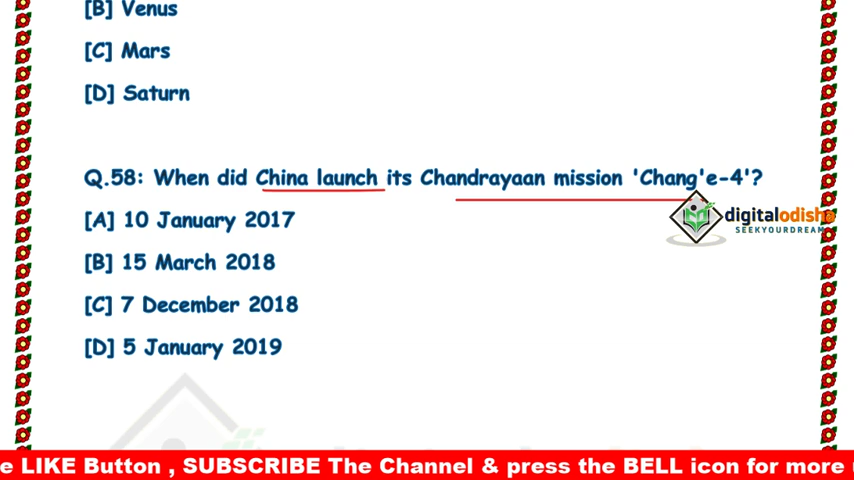 [B] Venus
[C] Mars
[D] Saturn
Q.58: When did China launch its Chandrayaan mission 'Chang'e-4'?
[A] 10 January 2017
digitalodisha
SEEKYOURDREAM
[B] 15 March 2018
[C] 7 December 2018
[D] 5 January 2019
e LIKE Button , SUBSCRIBE The Channel & press the BELL icon for more